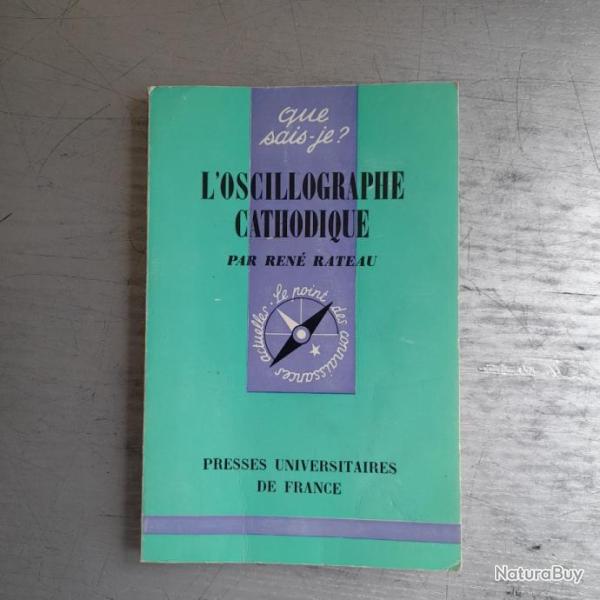 que
sais-je?
L'OSCILLOGRAPHE
CATHODIQUE
PAR RENÉ RATEAU
Le point des connaissances actuelles.
PRESSES UNIVERSITAIRES
DE FRANCE
NaturaBuy